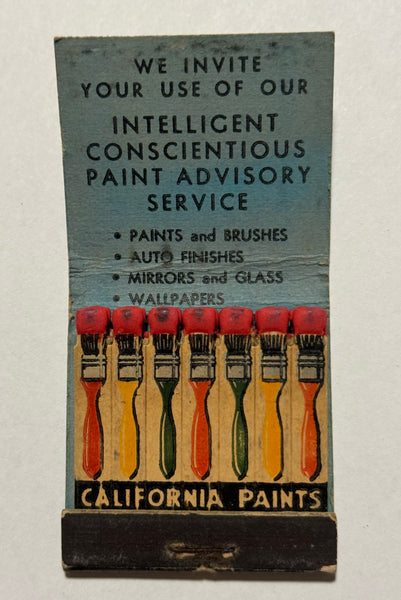 WE INVITE
YOUR USE OF OUR
INTELLIGENT
CONSCIENTIOUS
PAINT ADVISORY
SERVICE
• PAINTS and BRUSHES
• AUTO FINISHES
• MIRRORS and GLASS
• WALLPAPERS
CALIFORNIA PAINTS